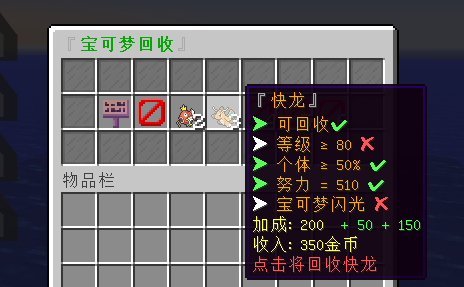 『宝可梦回收』
2
3
『快龙』
➤ 可回收✔
➤ 等级 ≥ 80 ✘
➤ 个体 ≥ 50% ✔
➤ 努力 = 510 ✔
➤ 宝可梦闪光 ✘
加成: 200 + 50 + 150
收入: 350金币
点击将回收快龙
物品栏